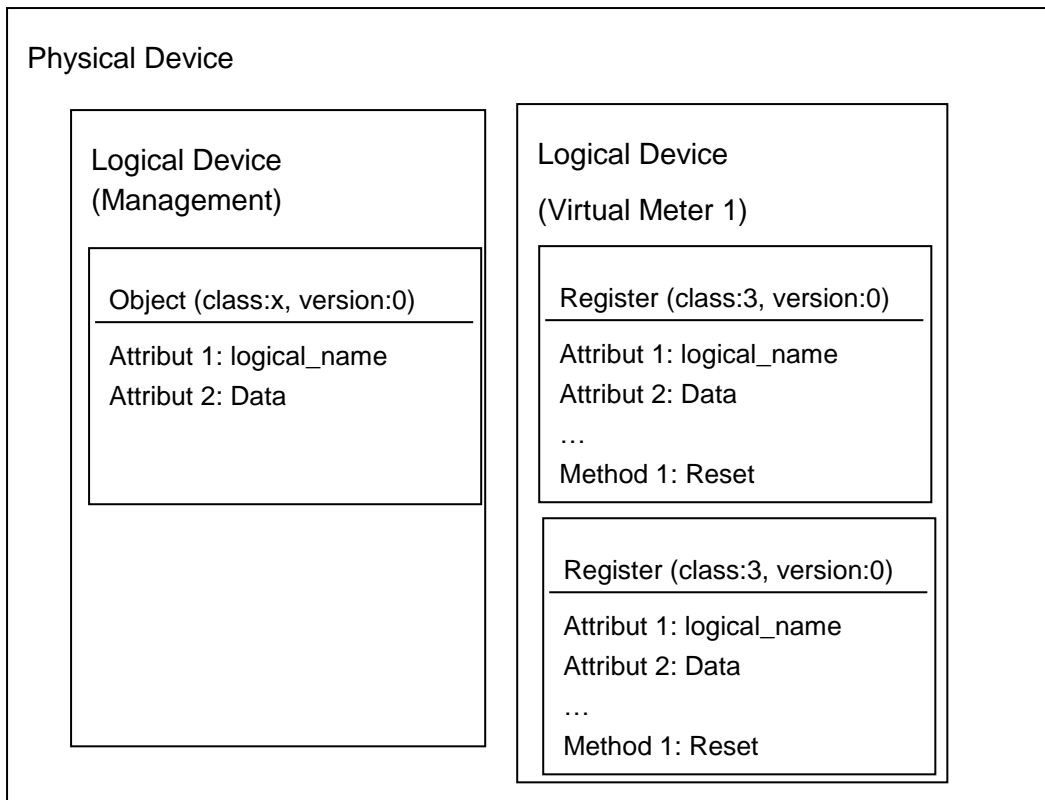 Physical Device
Logical Device
(Management)
Object (class:x, version:0)
Attribut 1: logical_name
Attribut 2: Data
Logical Device
(Virtual Meter 1)
Register (class:3, version:0)
Attribut 1: logical_name
Attribut 2: Data
…
Method 1: Reset
Register (class:3, version:0)
Attribut 1: logical_name
Attribut 2: Data
…
Method 1: Reset